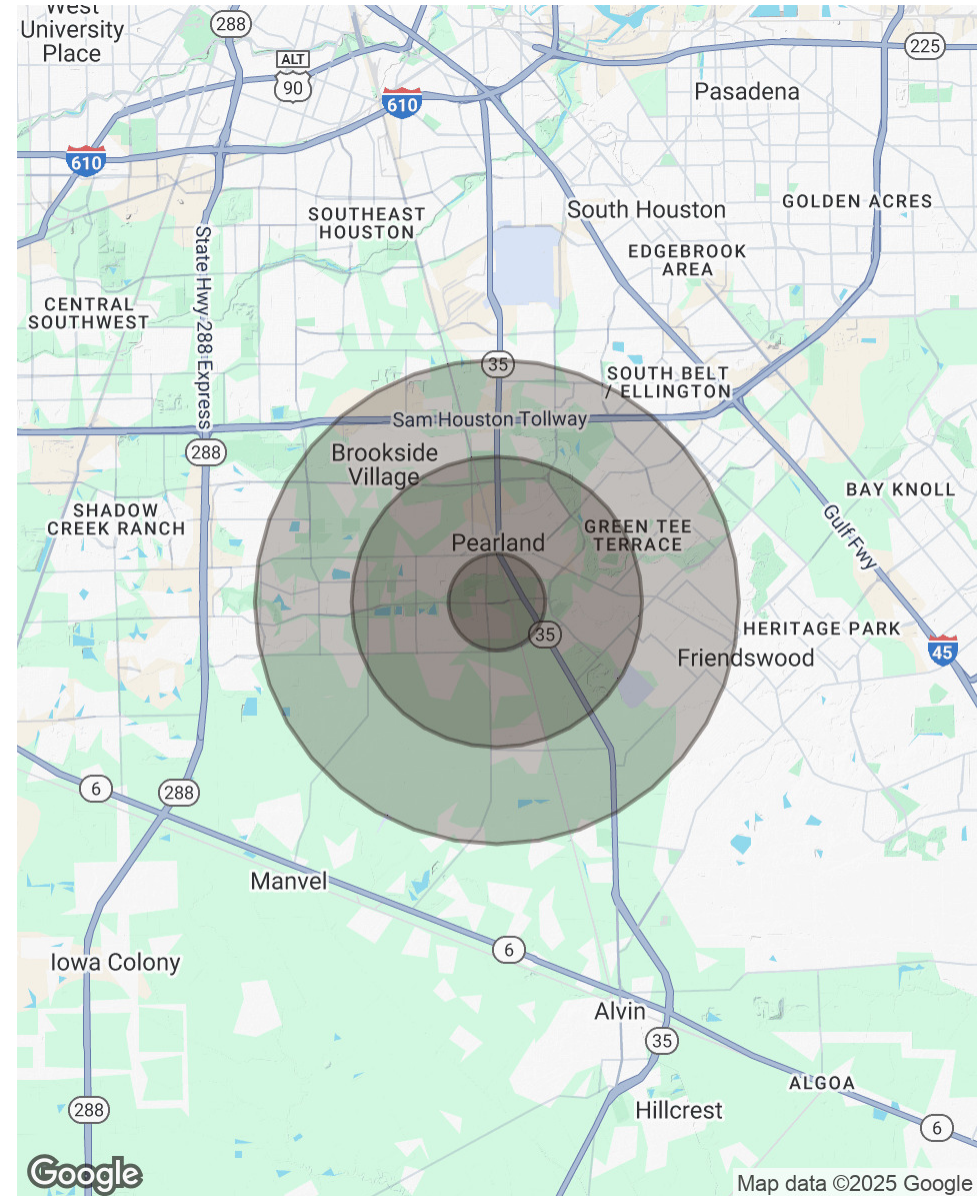 West
University
Place
288
ALT
90
225
610
Pasadena
610
SOUTHEAST
HOUSTON
South Houston
GOLDEN ACRES
EDGEBROOK
AREA
State Hwy 288 Express
CENTRAL
SOUTHWEST
35
SOUTH BELT
/ ELLINGTON
Sam Houston Tollway
288
Brookside
Village
BAY KNOLL
SHADOW
CREEK RANCH
Gulf Fwy
GREEN TEE
TERRACE
Pearland
35
HERITAGE PARK
45
Friendswood
6
288
Manvel
6
Iowa Colony
Alvin
35
ALGOA
288
Hillcrest
6
Google
Map data ©2025 Google